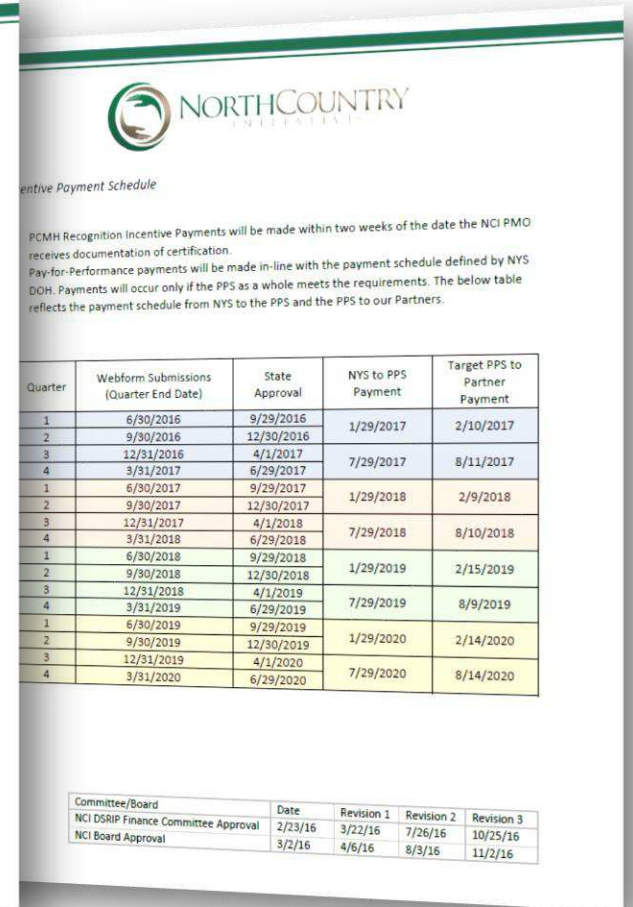 NORTHCOUNTRY
INITIATIVE
entive Payment Schedule
PCMH Recognition Incentive Payments will be made within two weeks of the date the NCI PMO
receives documentation of certification.
Pay-for-Performance payments will be made in-line with the payment schedule defined by NYS
DOH. Payments will occur only if the PPS as a whole meets the requirements. The below table
reflects the payment schedule from NYS to the PPS and the PPS to our Partners.
Quarter Webform Submissions (Quarter End Date) State Approval NYS to PPS Payment Target PPS to Partner Payment
1 6/30/2016 9/29/2016 1/29/2017 2/10/2017
2 9/30/2016 12/30/2016
3 12/31/2016 4/1/2017 7/29/2017 8/11/2017
4 3/31/2017 6/29/2017
1 6/30/2017 9/29/2017 1/29/2018 2/9/2018
2 9/30/2017 12/30/2017
3 12/31/2017 4/1/2018 7/29/2018 8/10/2018
4 3/31/2018 6/29/2018
1 6/30/2018 9/29/2018 1/29/2019 2/15/2019
2 9/30/2018 12/30/2018
3 12/31/2018 4/1/2019 7/29/2019 8/9/2019
4 3/31/2019 6/29/2019
1 6/30/2019 9/29/2019 1/29/2020 2/14/2020
2 9/30/2019 12/30/2019
3 12/31/2019 4/1/2020 7/29/2020 8/14/2020
4 3/31/2020 6/29/2020
Committee/Board Date Revision 1 Revision 2 Revision 3
NCI DSRIP Finance Committee Approval 2/23/16 3/22/16 7/26/16 10/25/16
NCI Board Approval 3/2/16 4/6/16 8/3/16 11/2/16